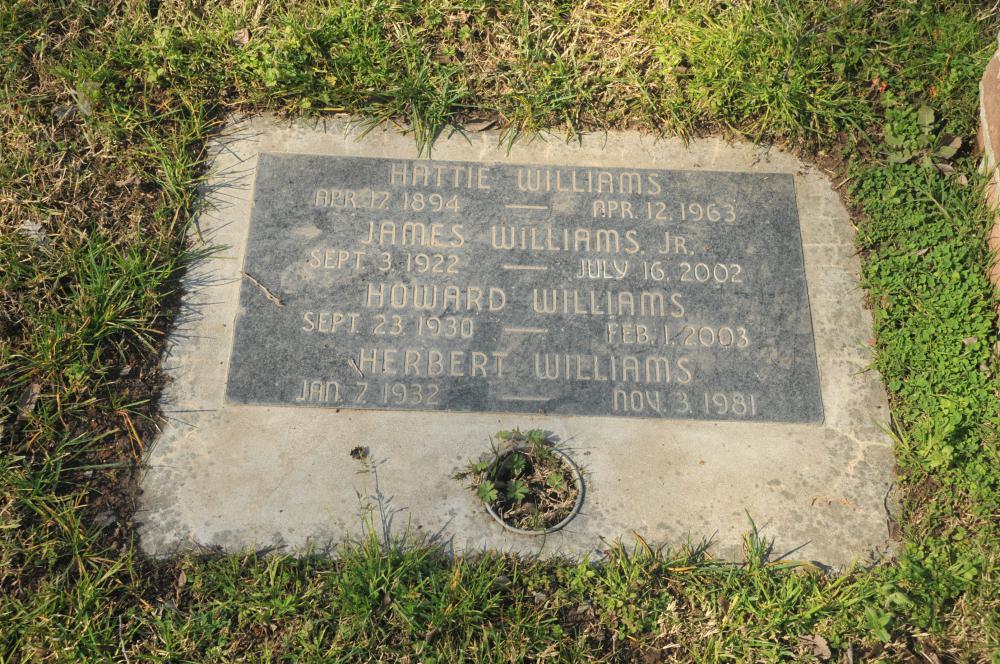 HATTIE WILLIAMS
APR. 17. 1894 — APR. 12. 1963
JAMES WILLIAMS, JR.
SEPT. 3. 1922 — JULY 16, 2002
HOWARD WILLIAMS
SEPT. 23. 1930 — FEB. 1. 2003
HERBERT WILLIAMS
JAN. 7. 1932 — NOV. 3. 1981